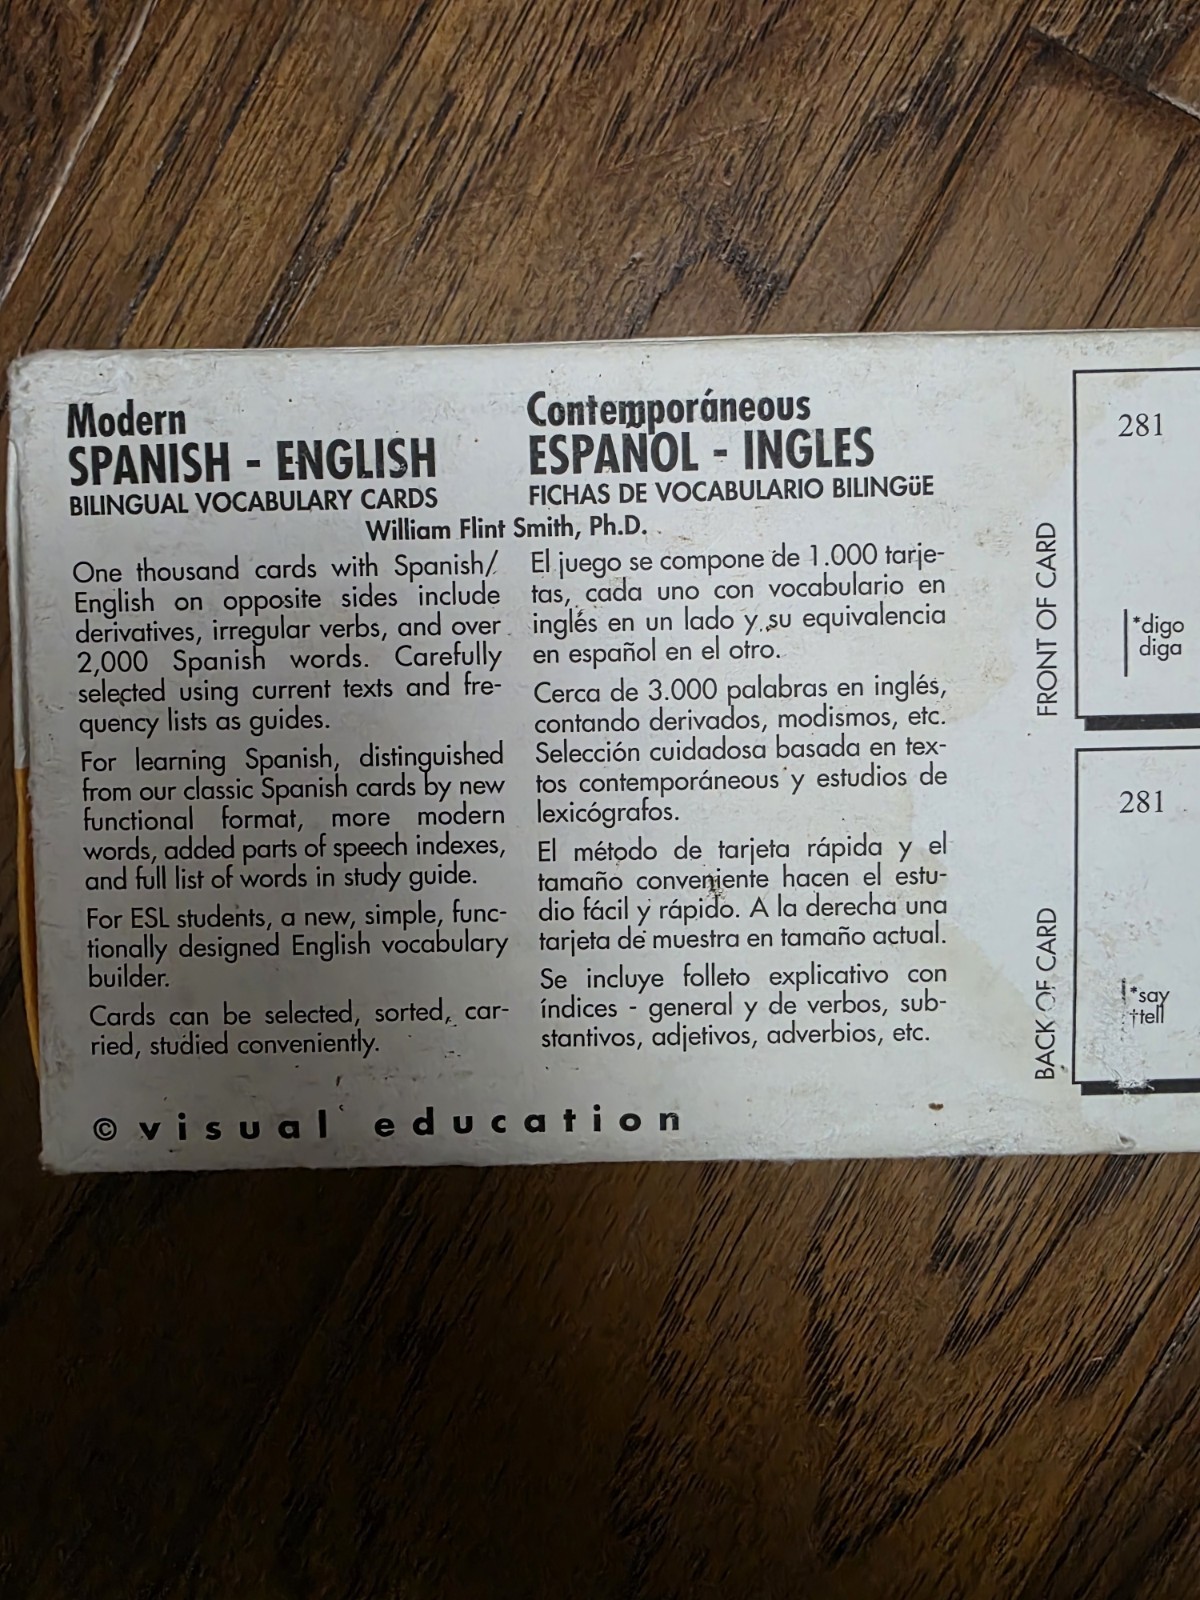 Modern
SPANISH - ENGLISH
BILINGUAL VOCABULARY CARDS
Contemporáneous
ESPAÑOL - INGLES
FICHAS DE VOCABULARIO BILINGüE
William Flint Smith, Ph.D.
One thousand cards with Spanish/
English on opposite sides include
derivatives, irregular verbs, and over
2,000 Spanish words. Carefully
selected using current texts and fre-
quency lists as guides.
For learning Spanish, distinguished
from our classic Spanish cards by new
functional format, more modern
words, added parts of speech indexes,
and full list of words in study guide.
For ESL students, a new, simple, func-
tionally designed English vocabulary
builder.
Cards can be selected, sorted, car-
ried, studied conveniently.
El juego se compone de 1.000 tarje-
tas, cada uno con vocabulario en
inglés en un lado y su equivalencia
en español en el otro.
Cerca de 3.000 palabras en inglés,
contando derivados, modismos, etc.
Selección cuidadosa basada en tex-
tos contemporáneous y estudios de
lexicógrafos.
El método de tarjeta rápida y el
tamaño conveniente hacen el estu-
dio fácil y rápido. A la derecha una
tarjeta de muestra en tamaño actual.
Se incluye folleto explicativo con
índices - general y de verbos, sub-
stantivos, adjetivos, adverbios, etc.
© visual education
FRONT OF CARD
281
*digo
diga
BACK OF CARD
281
*say
†tell